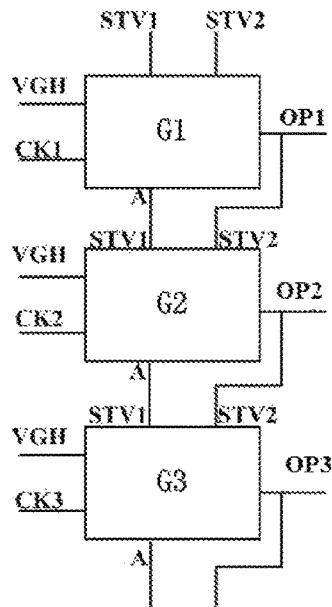 STV1 STV2
VGH
G1
OP1
CK1
A
STV1 STV2
VGH
G2
OP2
CK2
A
STV1 STV2
VGH
G3
OP3
CK3
A